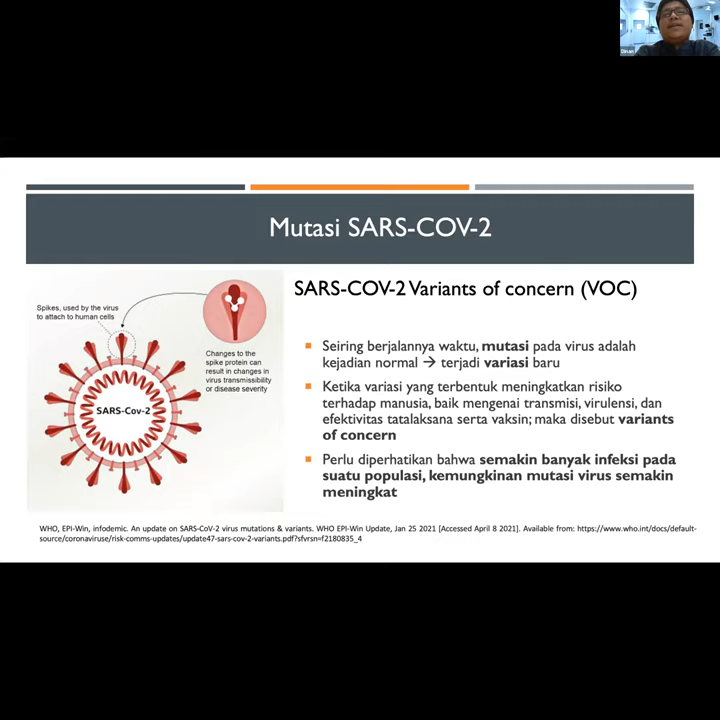 Dinan
Mutasi SARS-COV-2
SARS-COV-2 Variants of concern (VOC)
Spikes, used by the virus
to attach to human cells
Changes to the
spike protein can
result in changes in
virus transmissibility
or disease severity
SARS-Cov-2
Seiring berjalannya waktu, mutasi pada virus adalah
kejadian normal → terjadi variasi baru
Ketika variasi yang terbentuk meningkatkan risiko
terhadap manusia, baik mengenai transmisi, virulensi, dan
efektivitas tatalaksana serta vaksin; maka disebut variants
of concern
Perlu diperhatikan bahwa semakin banyak infeksi pada
suatu populasi, kemungkinan mutasi virus semakin
meningkat
WHO, EPI-Win, infodemic. An update on SARS-CoV-2 virus mutations & variants. WHO EPI-Win Update, Jan 25 2021 [Accessed April 8 2021]. Available from: https://www.who.int/docs/default-
source/coronaviruse/risk-comms-updates/update47-sars-cov-2-variants.pdf?sfvrsn=f2180835_4